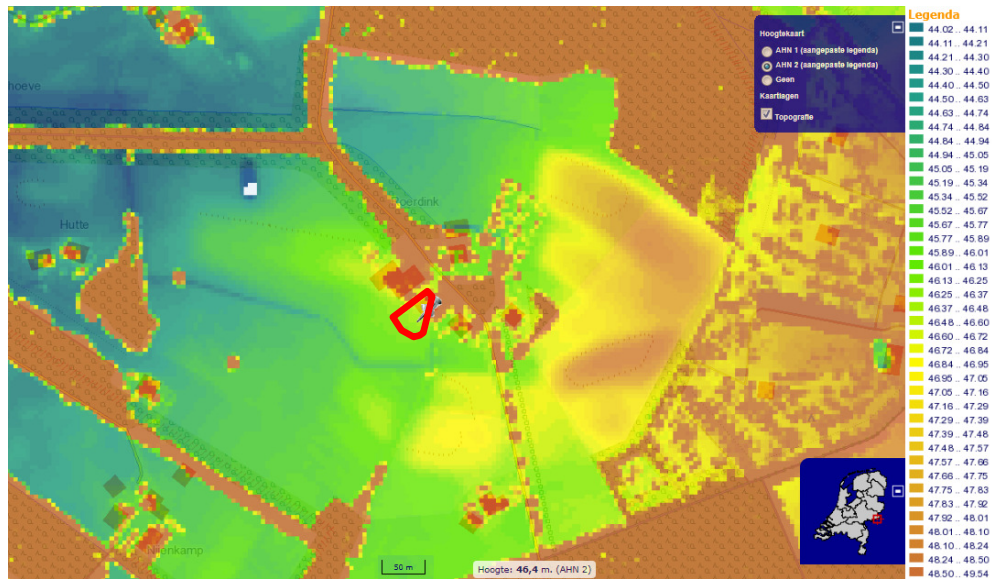 hoeve
Hutte
Nijenkamp
50 m
Hoogte: 46,4 m. (AHN 2)
Hoogtekaart
AHN 1 (aangepaste legenda)
AHN 2 (aangepaste legenda)
Geen
Kaartlagen
Topografie
Legenda
44.02 .. 44.11
44.11 .. 44.21
44.21 .. 44.30
44.30 .. 44.40
44.40 .. 44.50
44.50 .. 44.63
44.63 .. 44.74
44.74 .. 44.84
44.84 .. 44.94
44.94 .. 45.05
45.05 .. 45.19
45.19 .. 45.34
45.34 .. 45.52
45.52 .. 45.67
45.67 .. 45.77
45.77 .. 45.89
45.89 .. 46.01
46.01 .. 46.13
46.13 .. 46.25
46.25 .. 46.37
46.37 .. 46.48
46.48 .. 46.60
46.60 .. 46.72
46.72 .. 46.84
46.84 .. 46.95
46.95 .. 47.05
47.05 .. 47.16
47.16 .. 47.29
47.29 .. 47.39
47.39 .. 47.48
47.48 .. 47.57
47.57 .. 47.66
47.66 .. 47.75
47.75 .. 47.83
47.83 .. 47.92
47.92 .. 48.01
48.01 .. 48.10
48.10 .. 48.24
48.24 .. 48.50
48.50 .. 49.54